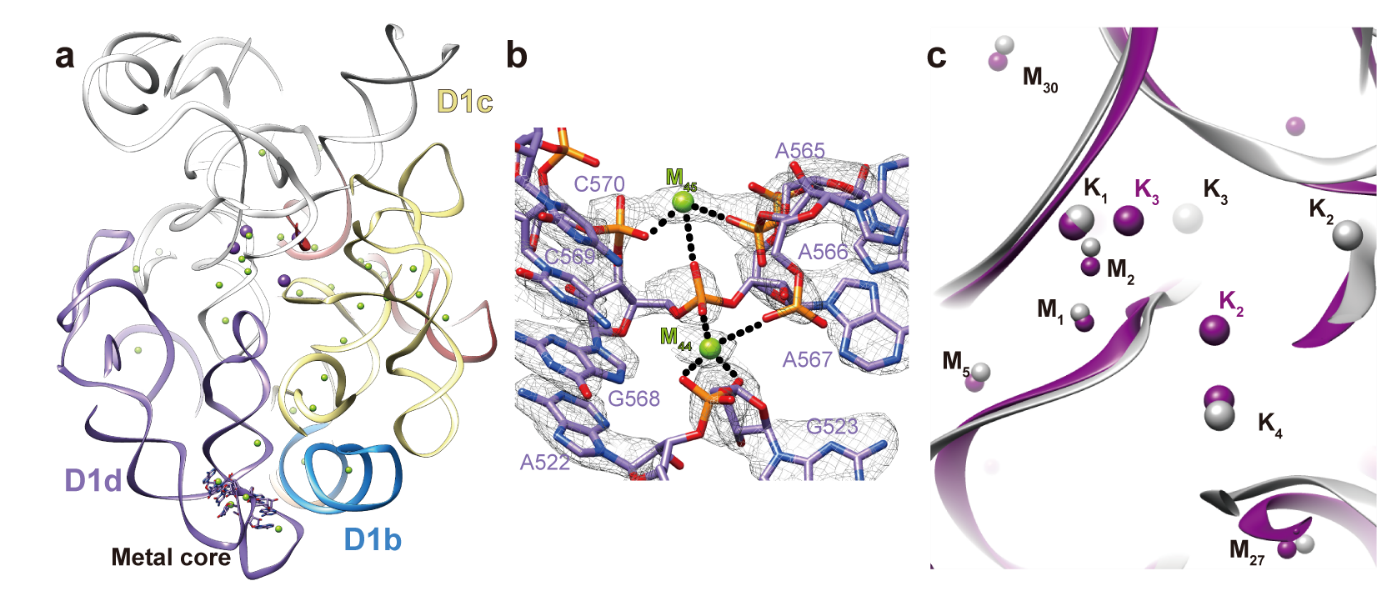 a
D1c
D1d
Metal core
D1b
b
A565
C570
M45
C569
A566
M44
A567
G568
A522
G523
c
M30
K1
K3
K3
K2
M2
M1
K2
M5
K4
M27